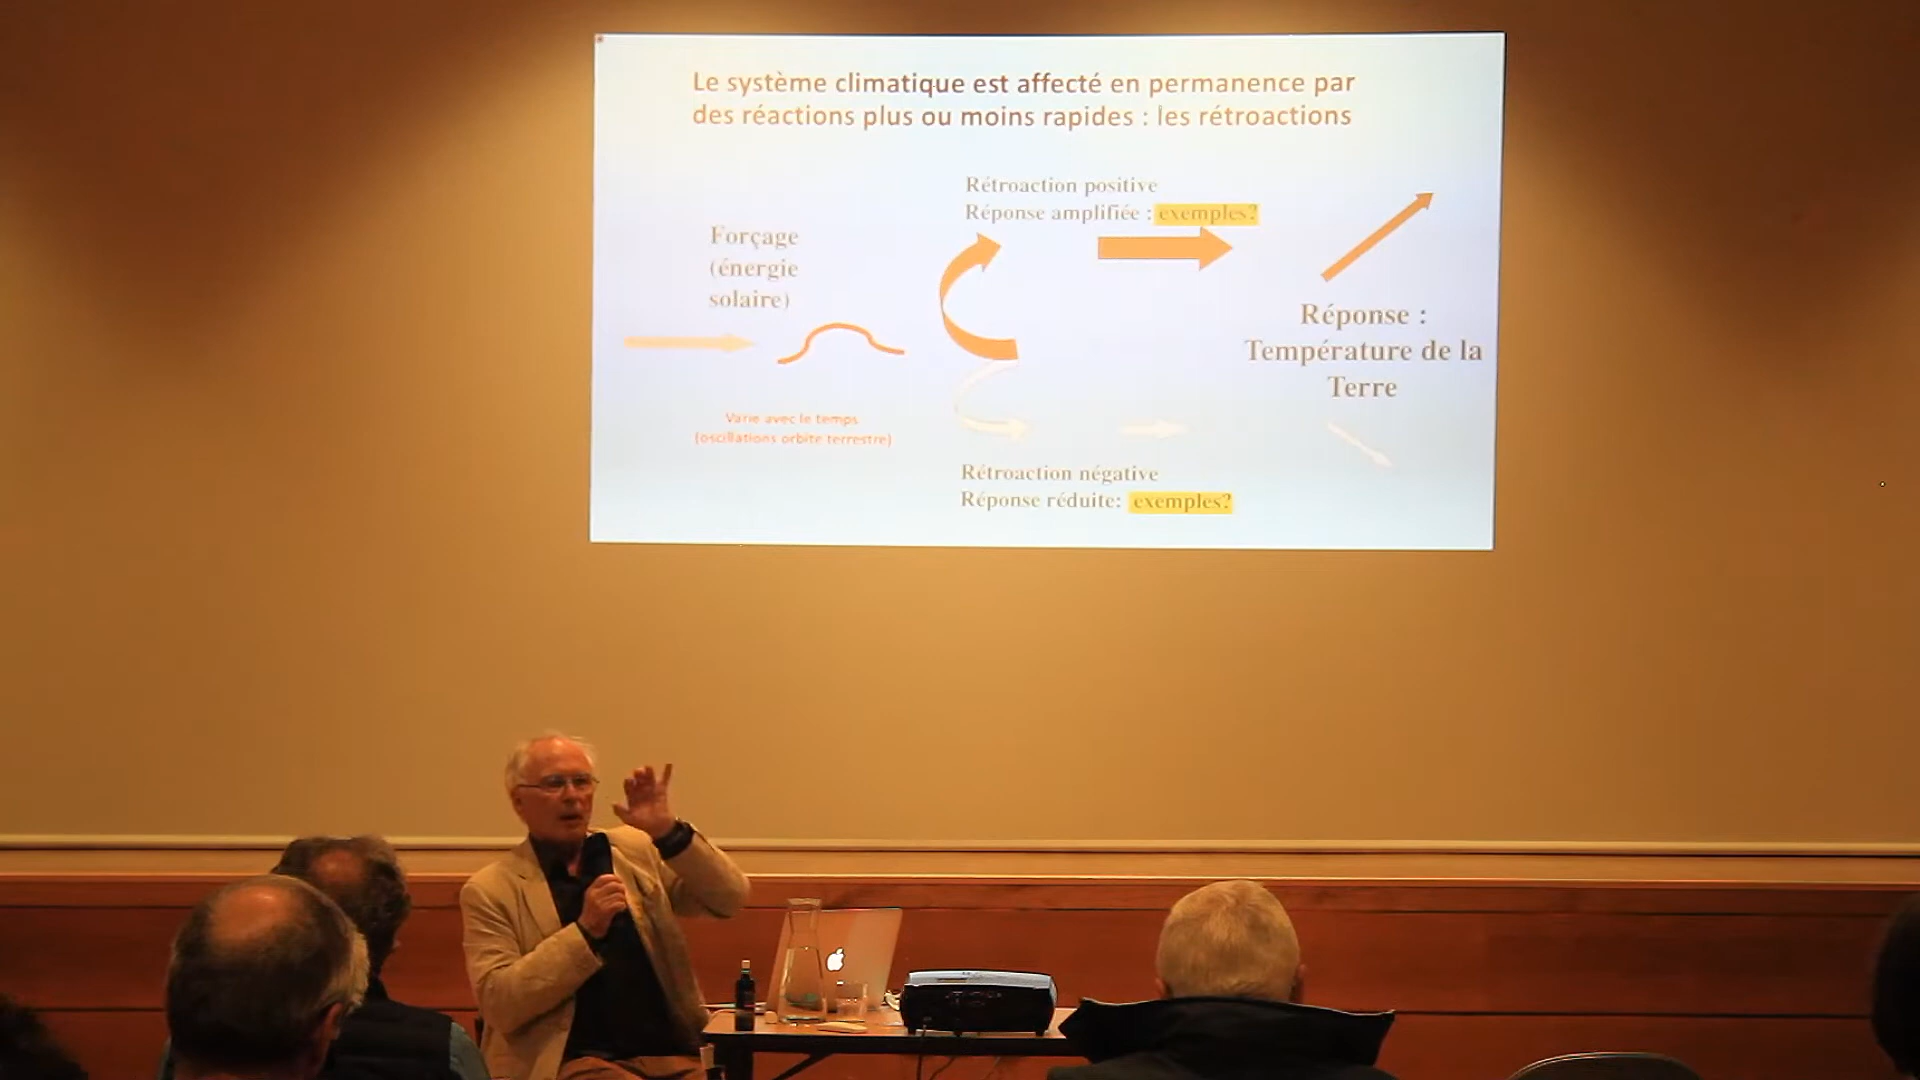 Le système climatique est affecté en permanence par
des réactions plus ou moins rapides : les rétroactions
Forçage
(énergie
solaire)
Varie avec le temps
(oscillations orbite terrestre)
Rétroaction positive
Réponse amplifiée : exemples?
Rétroaction négative
Réponse réduite: exemples?
Réponse :
Température de la
Terre